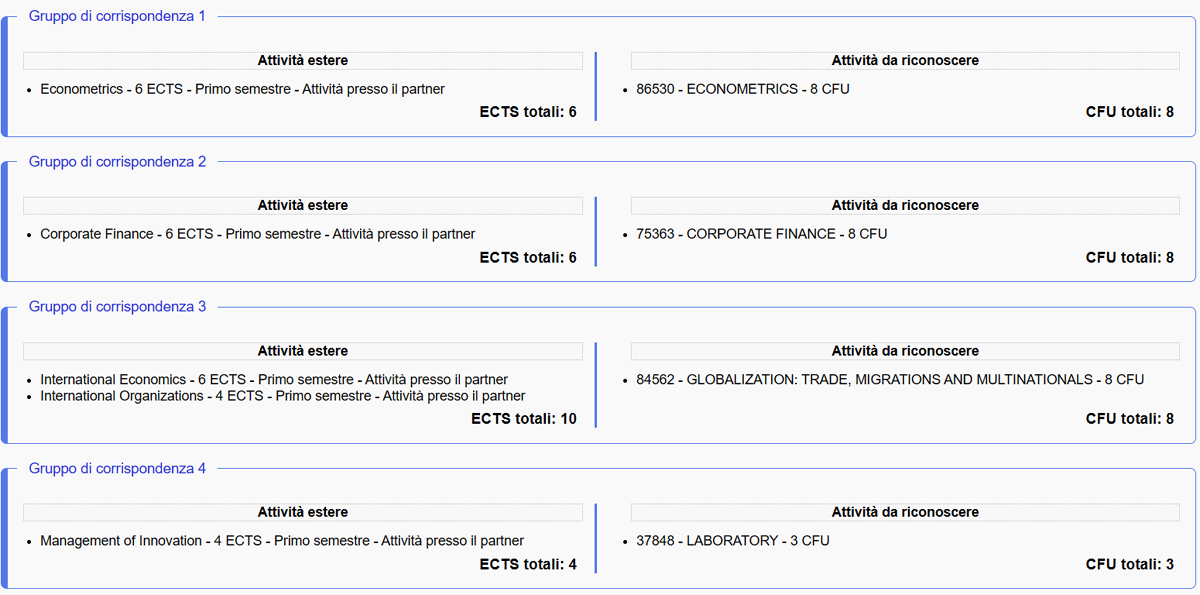 Gruppo di corrispondenza 1
Attività estere
Attività da riconoscere
Econometrics - 6 ECTS - Primo semestre - Attività presso il partner
86530 - ECONOMETRICS - 8 CFU
ECTS totali: 6
CFU totali: 8
Gruppo di corrispondenza 2
Attività estere
Attività da riconoscere
Corporate Finance - 6 ECTS - Primo semestre - Attività presso il partner
75363 - CORPORATE FINANCE - 8 CFU
ECTS totali: 6
CFU totali: 8
Gruppo di corrispondenza 3
Attività estere
Attività da riconoscere
International Economics - 6 ECTS - Primo semestre - Attività presso il partner
84562 - GLOBALIZATION: TRADE, MIGRATIONS AND MULTINATIONALS - 8 CFU
International Organizations - 4 ECTS - Primo semestre - Attività presso il partner
ECTS totali: 10
CFU totali: 8
Gruppo di corrispondenza 4
Attività estere
Attività da riconoscere
Management of Innovation - 4 ECTS - Primo semestre - Attività presso il partner
37848 - LABORATORY - 3 CFU
ECTS totali: 4
CFU totali: 3